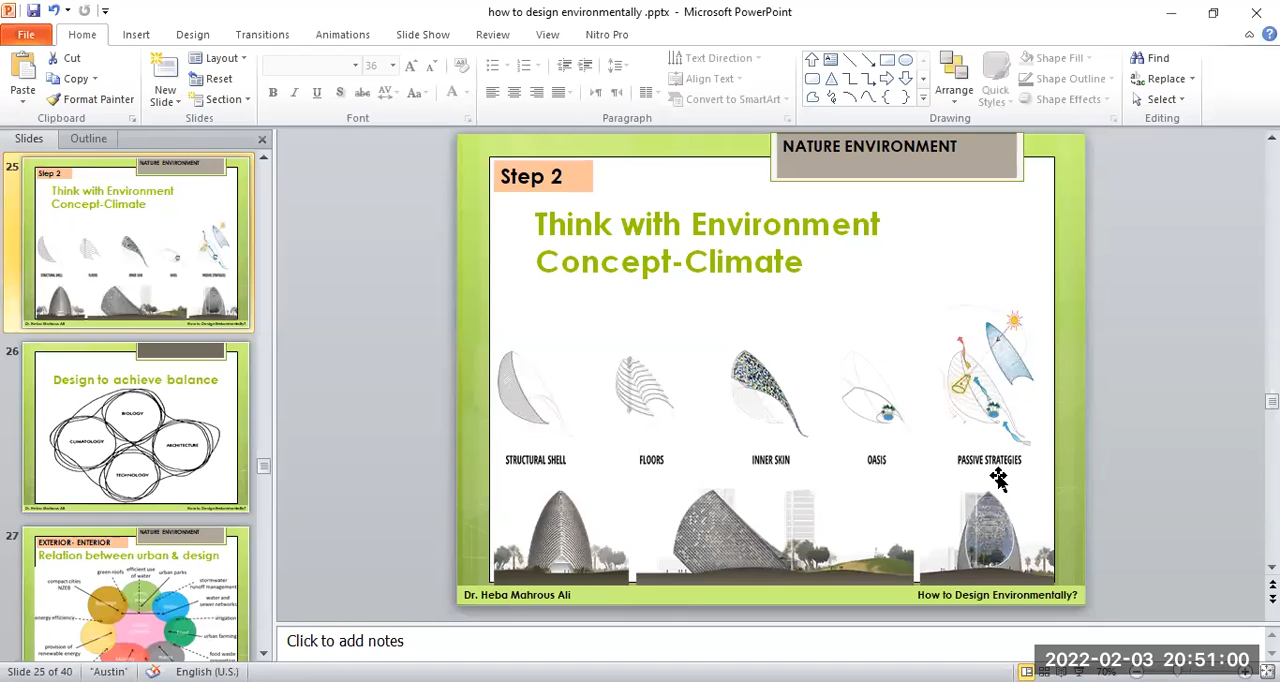 how to design environmentally .pptx - Microsoft PowerPoint
File Home Insert Design Transitions Animations Slide Show Review View Nitro Pro
Paste
Cut
Copy
Format Painter
Clipboard
New Slide
Layout
Reset
Section
Slides
36
B I U S abc AV Aa A
Font
Text Direction
Align Text
Convert to SmartArt
Paragraph
Arrange
Quick Styles
Shape Fill
Shape Outline
Shape Effects
Drawing
Find
Replace
Select
Editing
Slides Outline
25
NATURE ENVIRONMENT
Step 2
Think with Environment
Concept-Climate
STRUCTURAL SHELL FLOORS INNER SKIN OASIS PASSIVE STRATEGIES
Dr. Heba Mahrous Ali How to Design Environmentally?
26
Design to achieve balance
BIOLOGY
CLIMATOLOGY ARCHITECTURE
TECHNOLOGY
Dr. Heba Mahrous Ali How to Design Environmentally?
27
NATURE ENVIRONMENT
EXTERIOR- ENTERIOR
Relation between urban & design
green roofs
efficient use of water
urban parks
compact cities
NZEB
stormwater runoff management
water and sewer networks
energy efficiency
irrigation
urban farming
provision of renewable energy
food waste
NATURE ENVIRONMENT
Step 2
Think with Environment
Concept-Climate
STRUCTURAL SHELL FLOORS INNER SKIN OASIS PASSIVE STRATEGIES
Dr. Heba Mahrous Ali How to Design Environmentally?
Click to add notes
Slide 25 of 40 "Austin" English (U.S.) 70%
2022-02-03 20:51:00